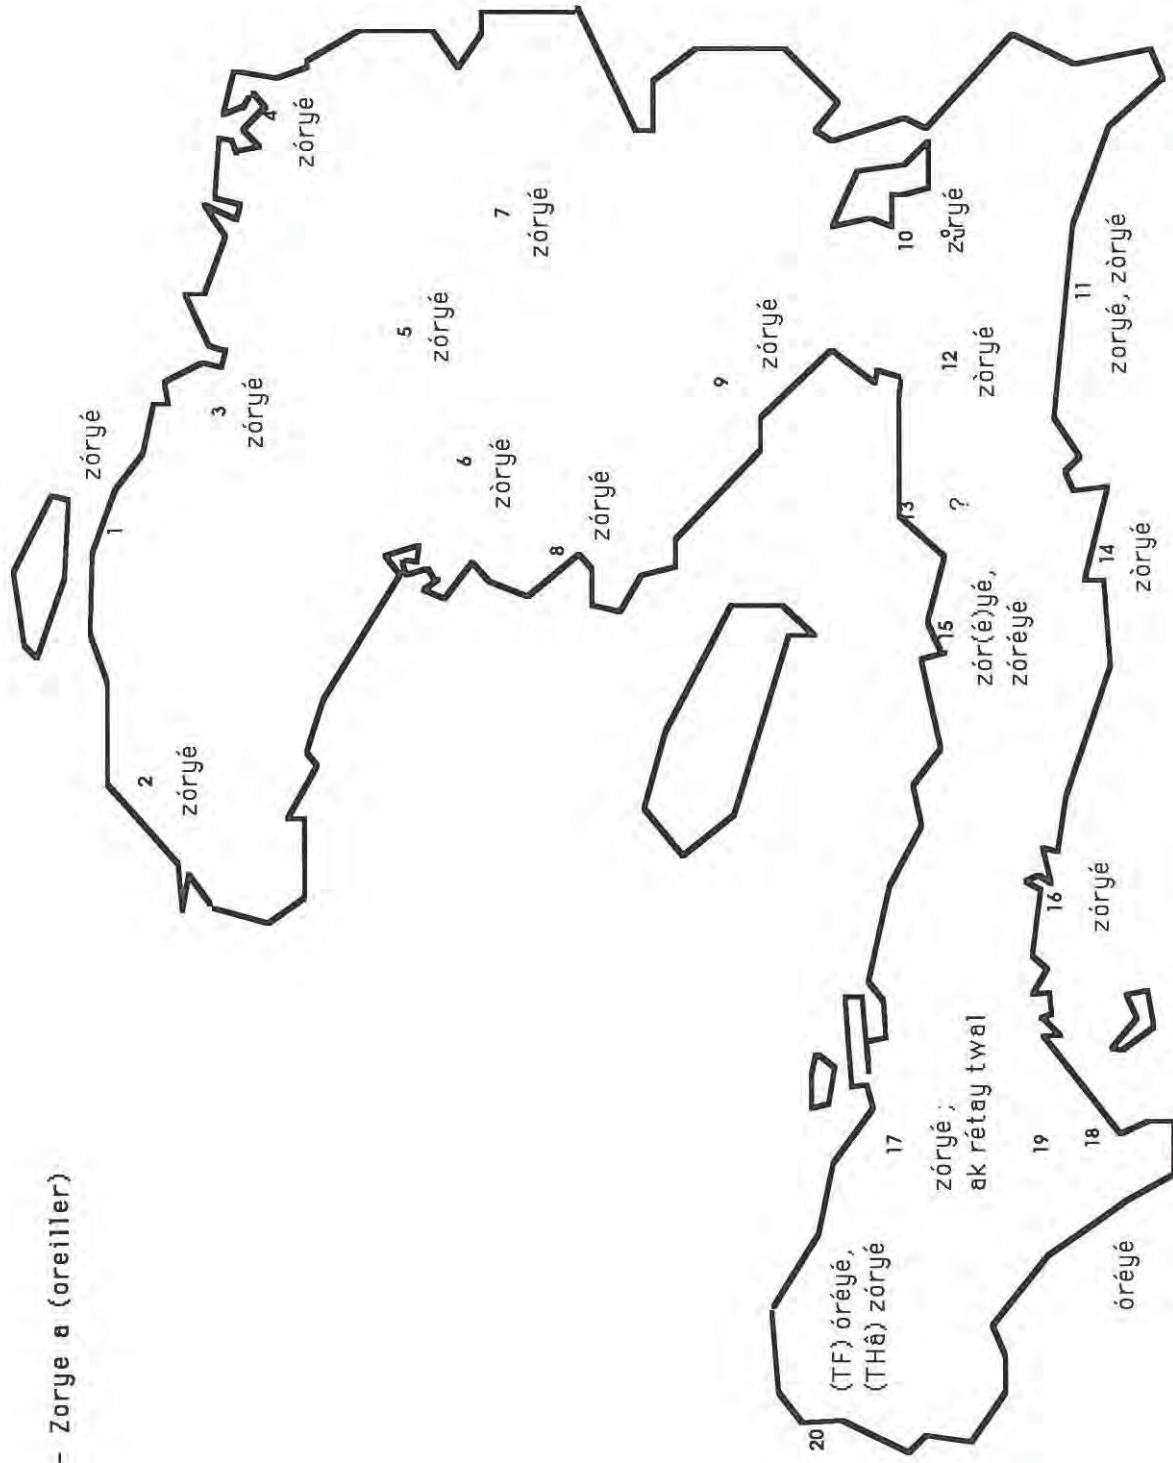 - Zorye a (oreiller)
1
zóryé
2
zóryé
3
zóryé
4
zóryé
5
zóryé
6
zòryé
7
zóryé
8
zóryé
9
zóryé
10
11
zoryé, zòryé
12
zòryé
13
?
14
zòryé
15
zór(é)yé,
zóréyé
16
zóryé
17
zóryé ;
ak rétay twal
18
19
óréyé
20
(TF) óréyé,
(THâ) zóryé